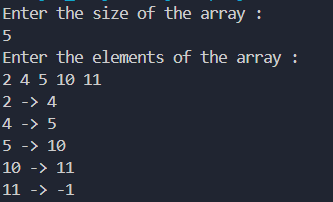 Enter the size of the array :
5
Enter the elements of the array :
2 4 5 10 11
2 -> 4
4 -> 5
5 -> 10
10 -> 11
11 -> -1